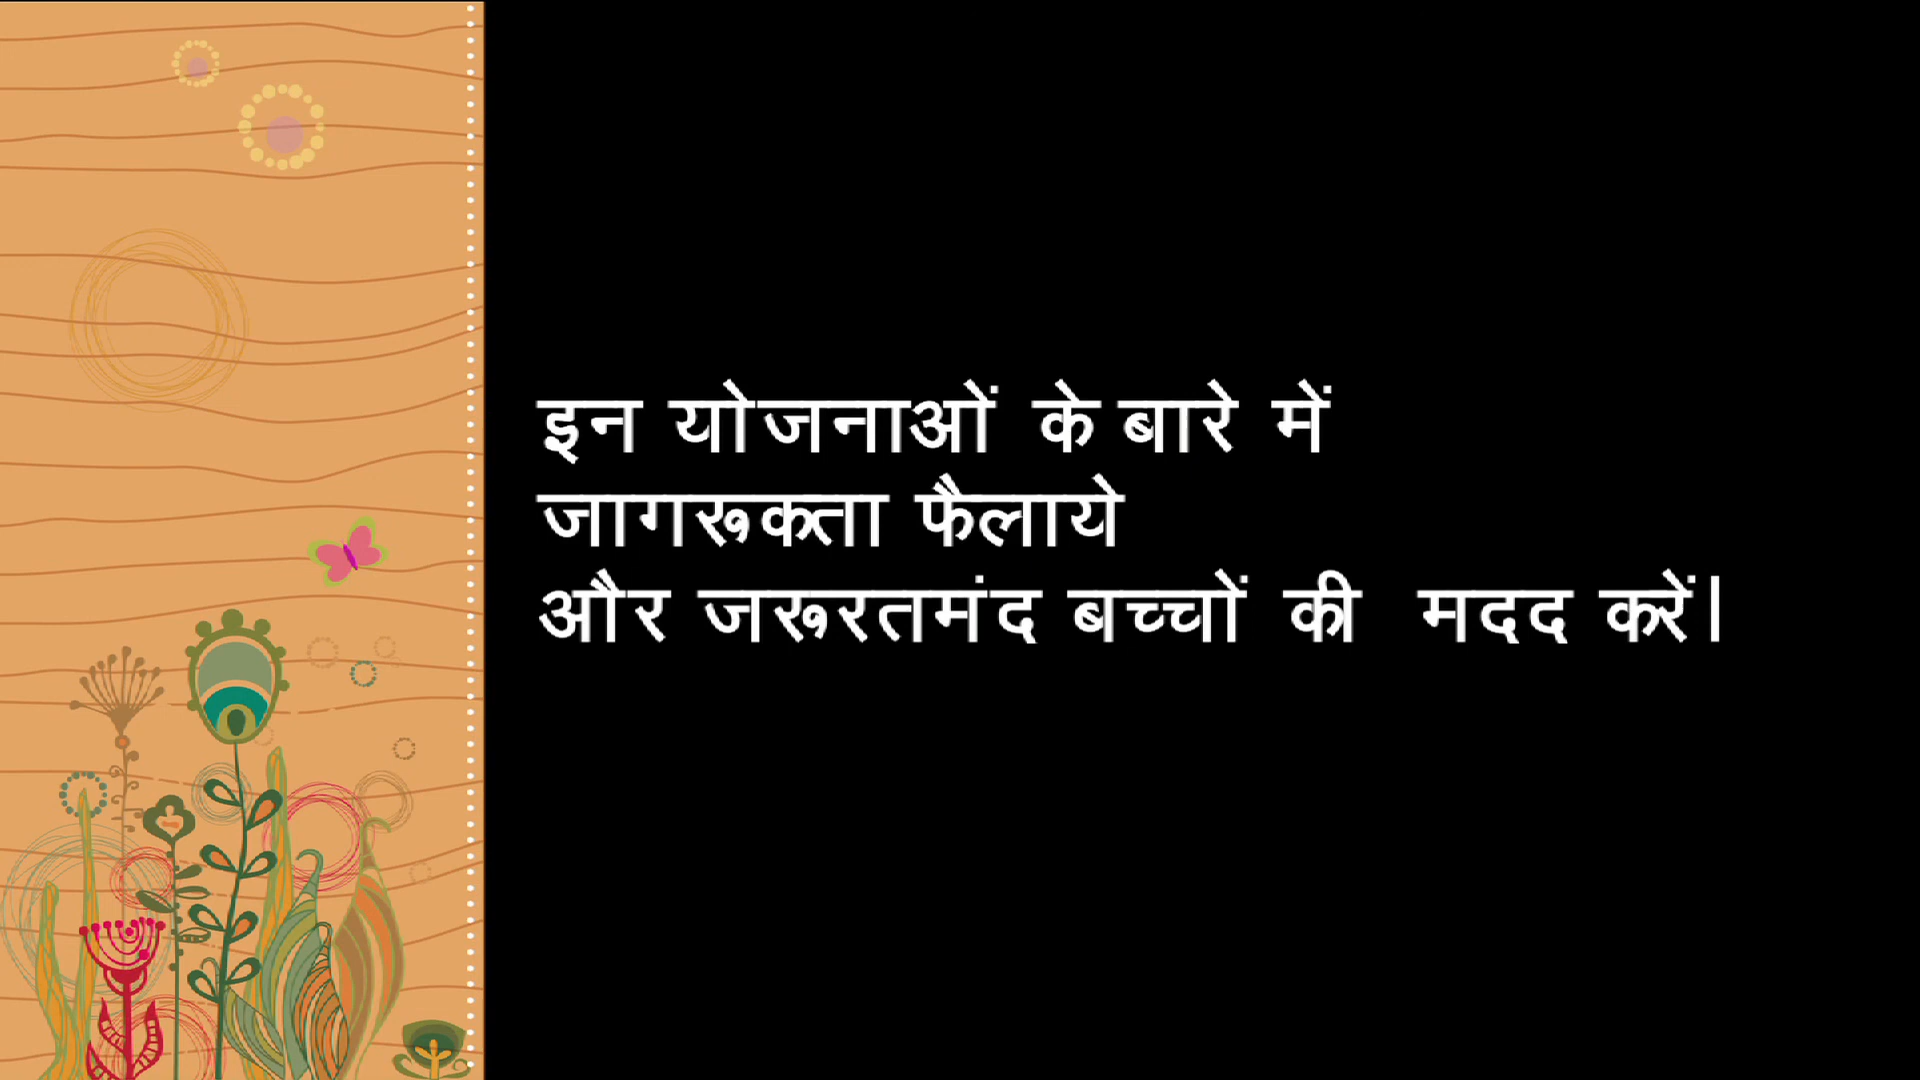 इन योजनाओं के बारे में
जागरूकता फैलाये
और जरूरतमंद बच्चों की मदद करें।